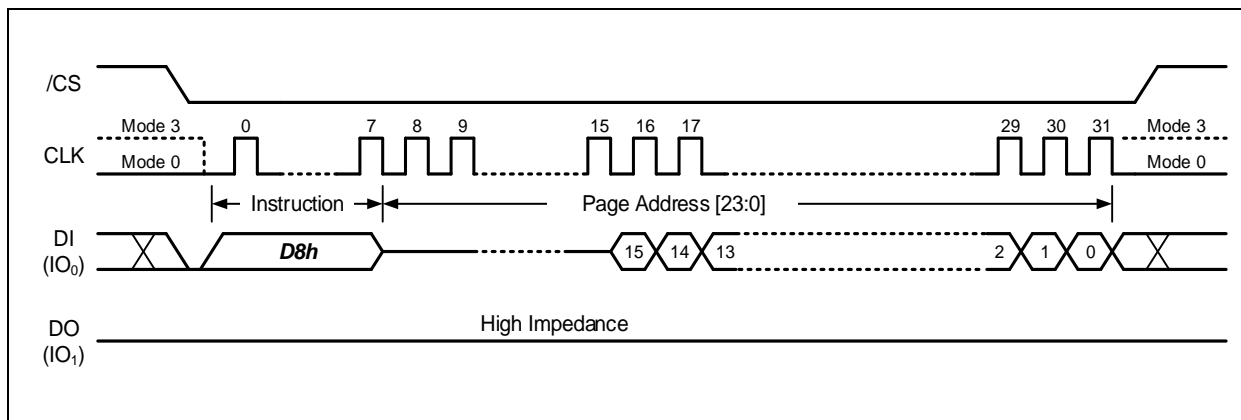 /CS
Mode 3 0 7 8 9 15 16 17 29 30 31 Mode 3
CLK
Mode 0 Mode 0
Instruction Page Address [23:0]
DI
(IO₀)
D8h 15 14 13 2 1 0
High Impedance
DO
(IO₁)